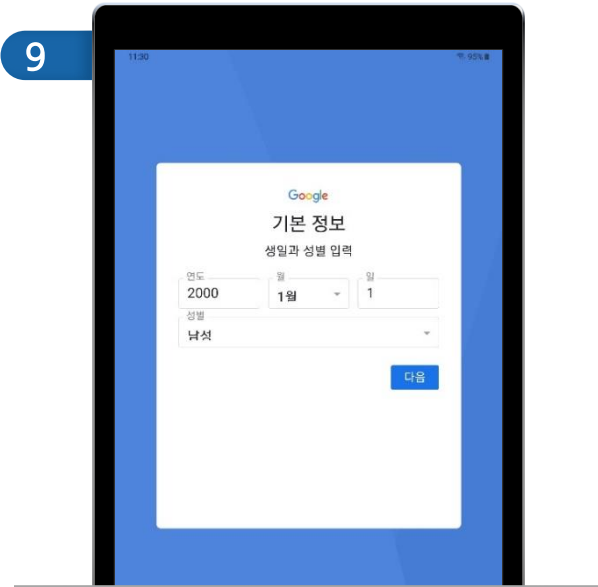 9
11:30
95%
Google
기본 정보
생일과 성별 입력
연도
월
일
2000
1월
1
성별
남성
다음